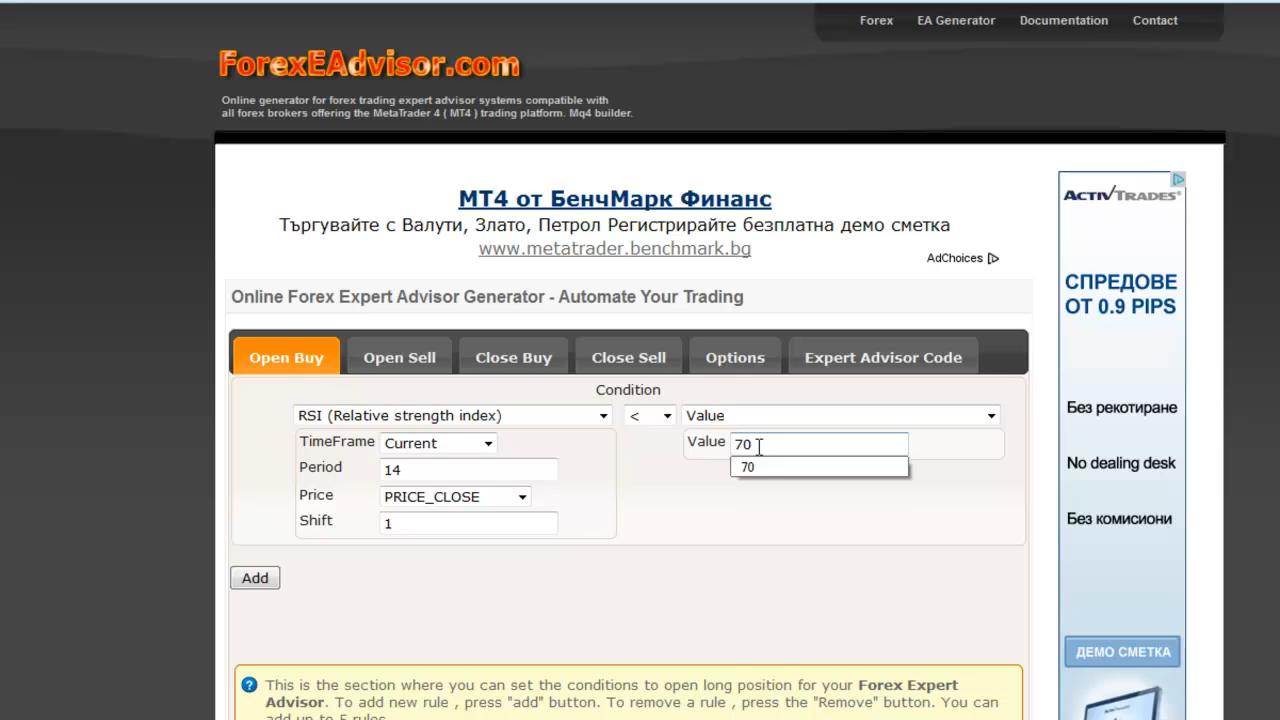 Forex EA Generator Documentation Contact
ForexEAdvisor.com
Online generator for forex trading expert advisor systems compatible with
all forex brokers offering the MetaTrader 4 ( MT4 ) trading platform. Mq4 builder.
МТ4 от БенчМарк Финанс
Търгувайте с Валути, Злато, Петрол Регистрирайте безплатна демо сметка
www.metatrader.benchmark.bg
AdChoices
Online Forex Expert Advisor Generator - Automate Your Trading
Open Buy Open Sell Close Buy Close Sell Options Expert Advisor Code
Condition
RSI (Relative strength index) < Value
TimeFrame Current
Value 70
70
Period 14
Price PRICE_CLOSE
Shift 1
Add
This is the section where you can set the conditions to open long position for your Forex Expert
Advisor. To add new rule , press "add" button. To remove a rule , press the "Remove" button. You can
add up to 5 rules
ACTIVTRADES
СПРЕДОВЕ
ОТ 0.9 PIPS
Без рекотиране
No dealing desk
Без комисиони
ДЕМО СМЕТКА